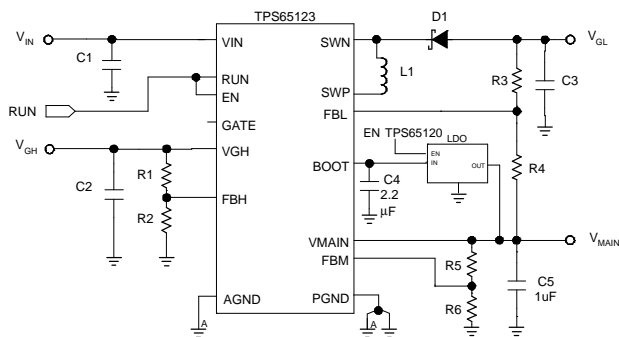 TPS65123
D1
VIN
VIN
SWN
VGL
C1
L1
R3
C3
RUN
EN
SWP
RUN
FBL
GATE
EN TPS65120
LDO
VGH
VGH
EN
IN
OUT
BOOT
R4
R1
C4
2.2
μF
C2
R2
FBH
VMAIN
VMAIN
FBM
R5
C5
1uF
R6
AGND
PGND
A
A